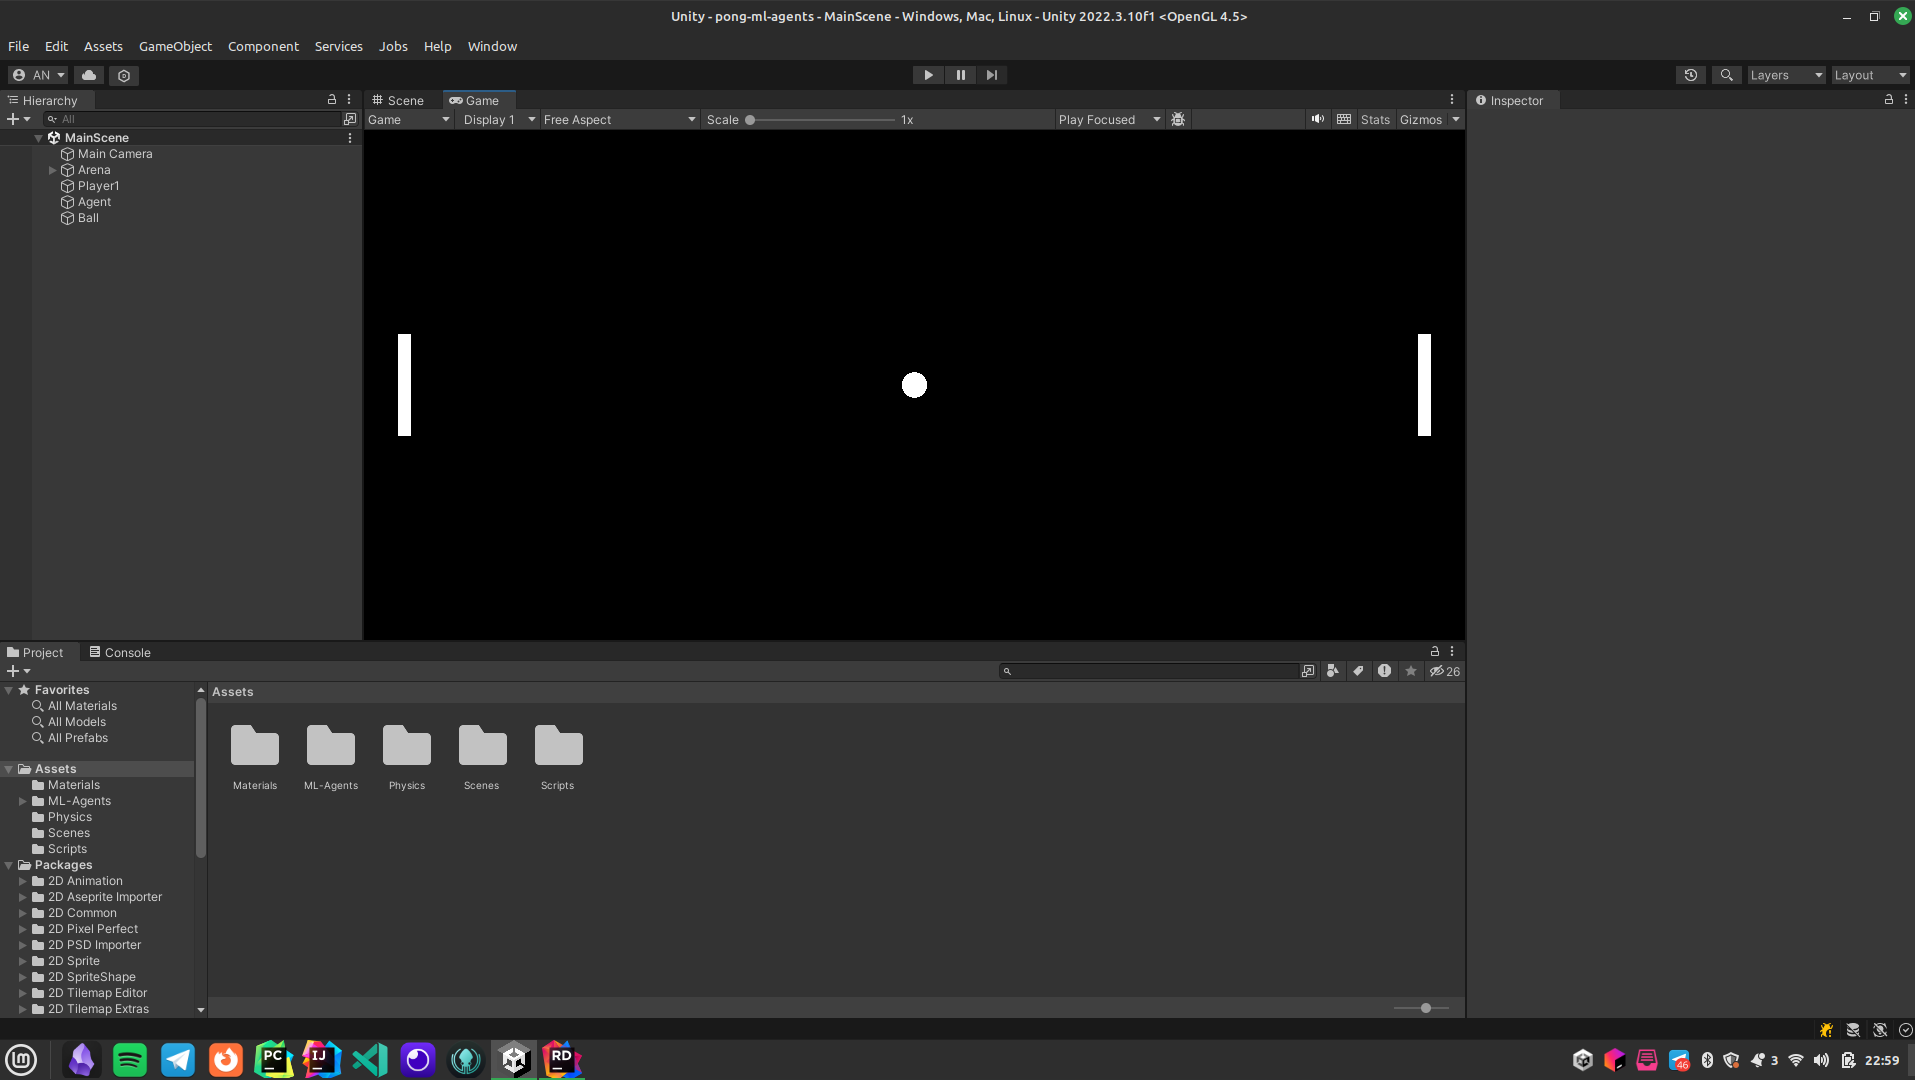 Unity - pong-ml-agents - MainScene - Windows, Mac, Linux - Unity 2022.3.10f1 <OpenGL 4.5>
File Edit Assets GameObject Component Services Jobs Help Window
AN Layers Layout
Hierarchy Scene Game Inspector
All Game Display 1 Free Aspect Scale 1x Play Focused Stats Gizmos
MainScene
Main Camera
Arena
Player1
Agent
Ball
Project Console
26
Favorites Assets
All Materials
All Models
All Prefabs
Assets
Materials
ML-Agents
Physics
Scenes
Scripts
Materials ML-Agents Physics Scenes Scripts
Packages
2D Animation
2D Aseprite Importer
2D Common
2D Pixel Perfect
2D PSD Importer
2D Sprite
2D SpriteShape
2D Tilemap Editor
2D Tilemap Extras
PC IJ RD 46 3 22:59